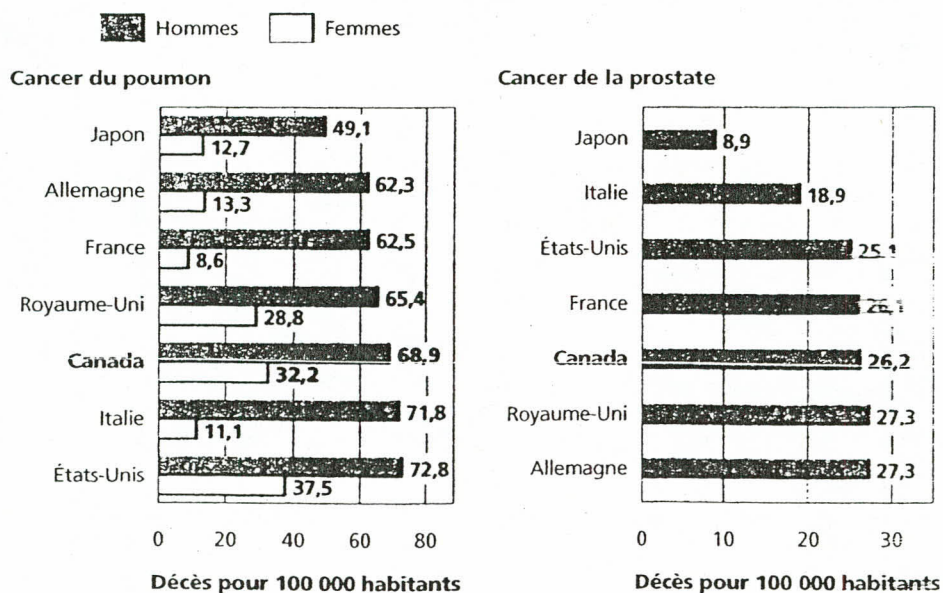 Hommes Femmes
Cancer du poumon
Japon 49,1
12,7
Allemagne 62,3
13,3
France 62,5
8,6
Royaume-Uni 65,4
28,8
Canada 68,9
32,2
Italie 71,8
11,1
États-Unis 72,8
37,5
0 20 40 60 80
Décès pour 100 000 habitants
Cancer de la prostate
Japon 8,9
Italie 18,9
États-Unis 25,1
France 26,1
Canada 26,2
Royaume-Uni 27,3
Allemagne 27,3
0 10 20 30
Décès pour 100 000 habitants